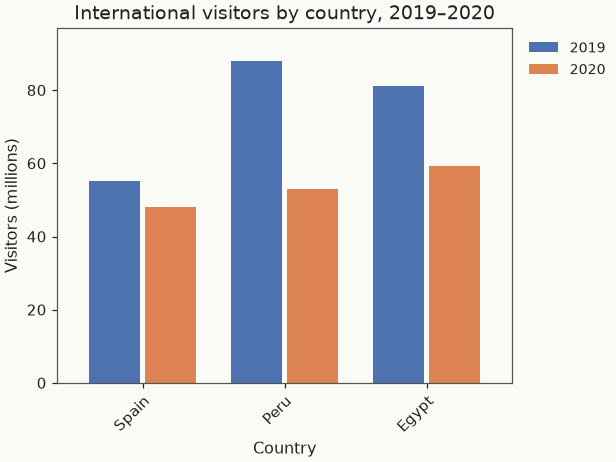 International visitors by country, 2019–2020
2019
2020
Visitors (millions)
80
60
40
20
0
Spain
Peru
Egypt
Country